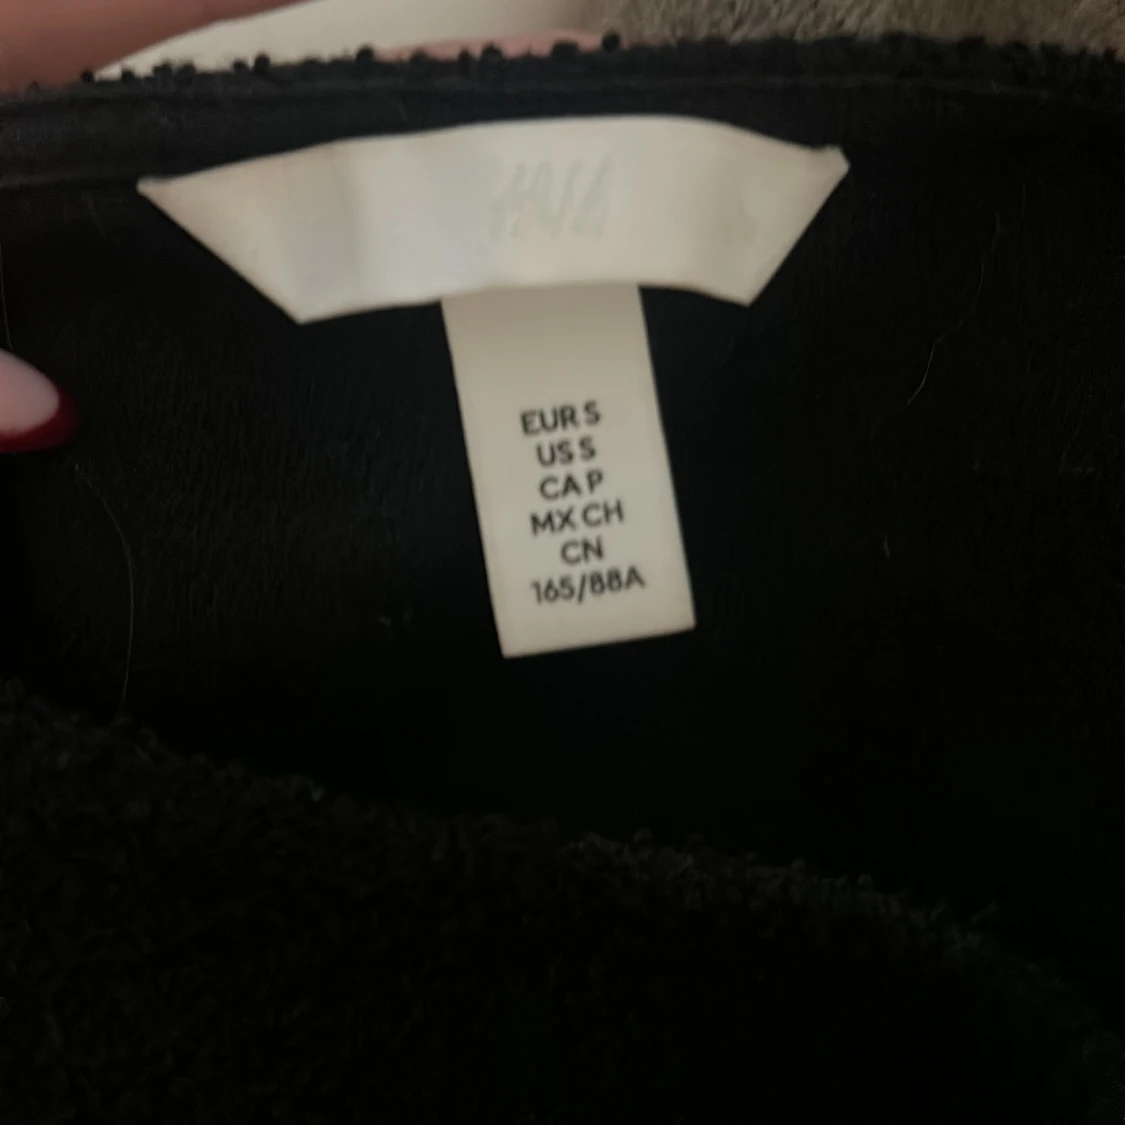 EUR S
US S
CA P
MX CH
CN
165/88A